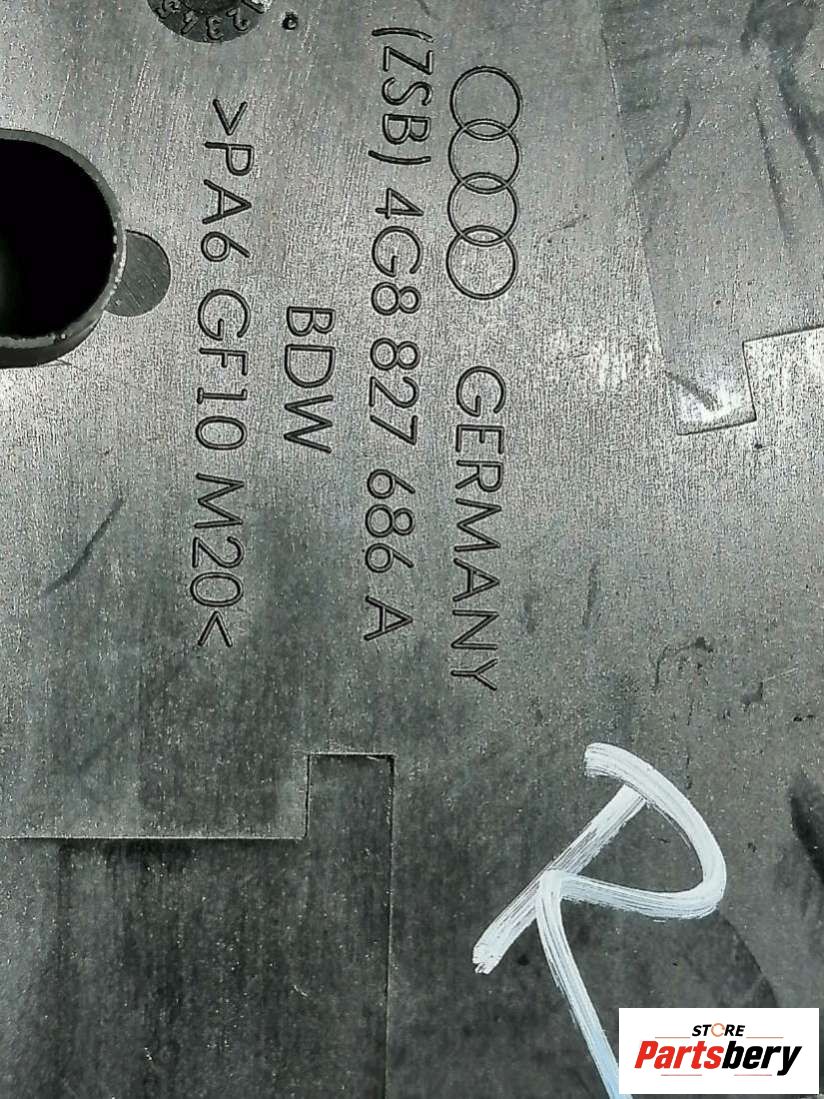 GERMANY
(ZSB) 4G8 827 686 A
BDW
>PA6 GF10 M20<
R
STORE
Partsbery